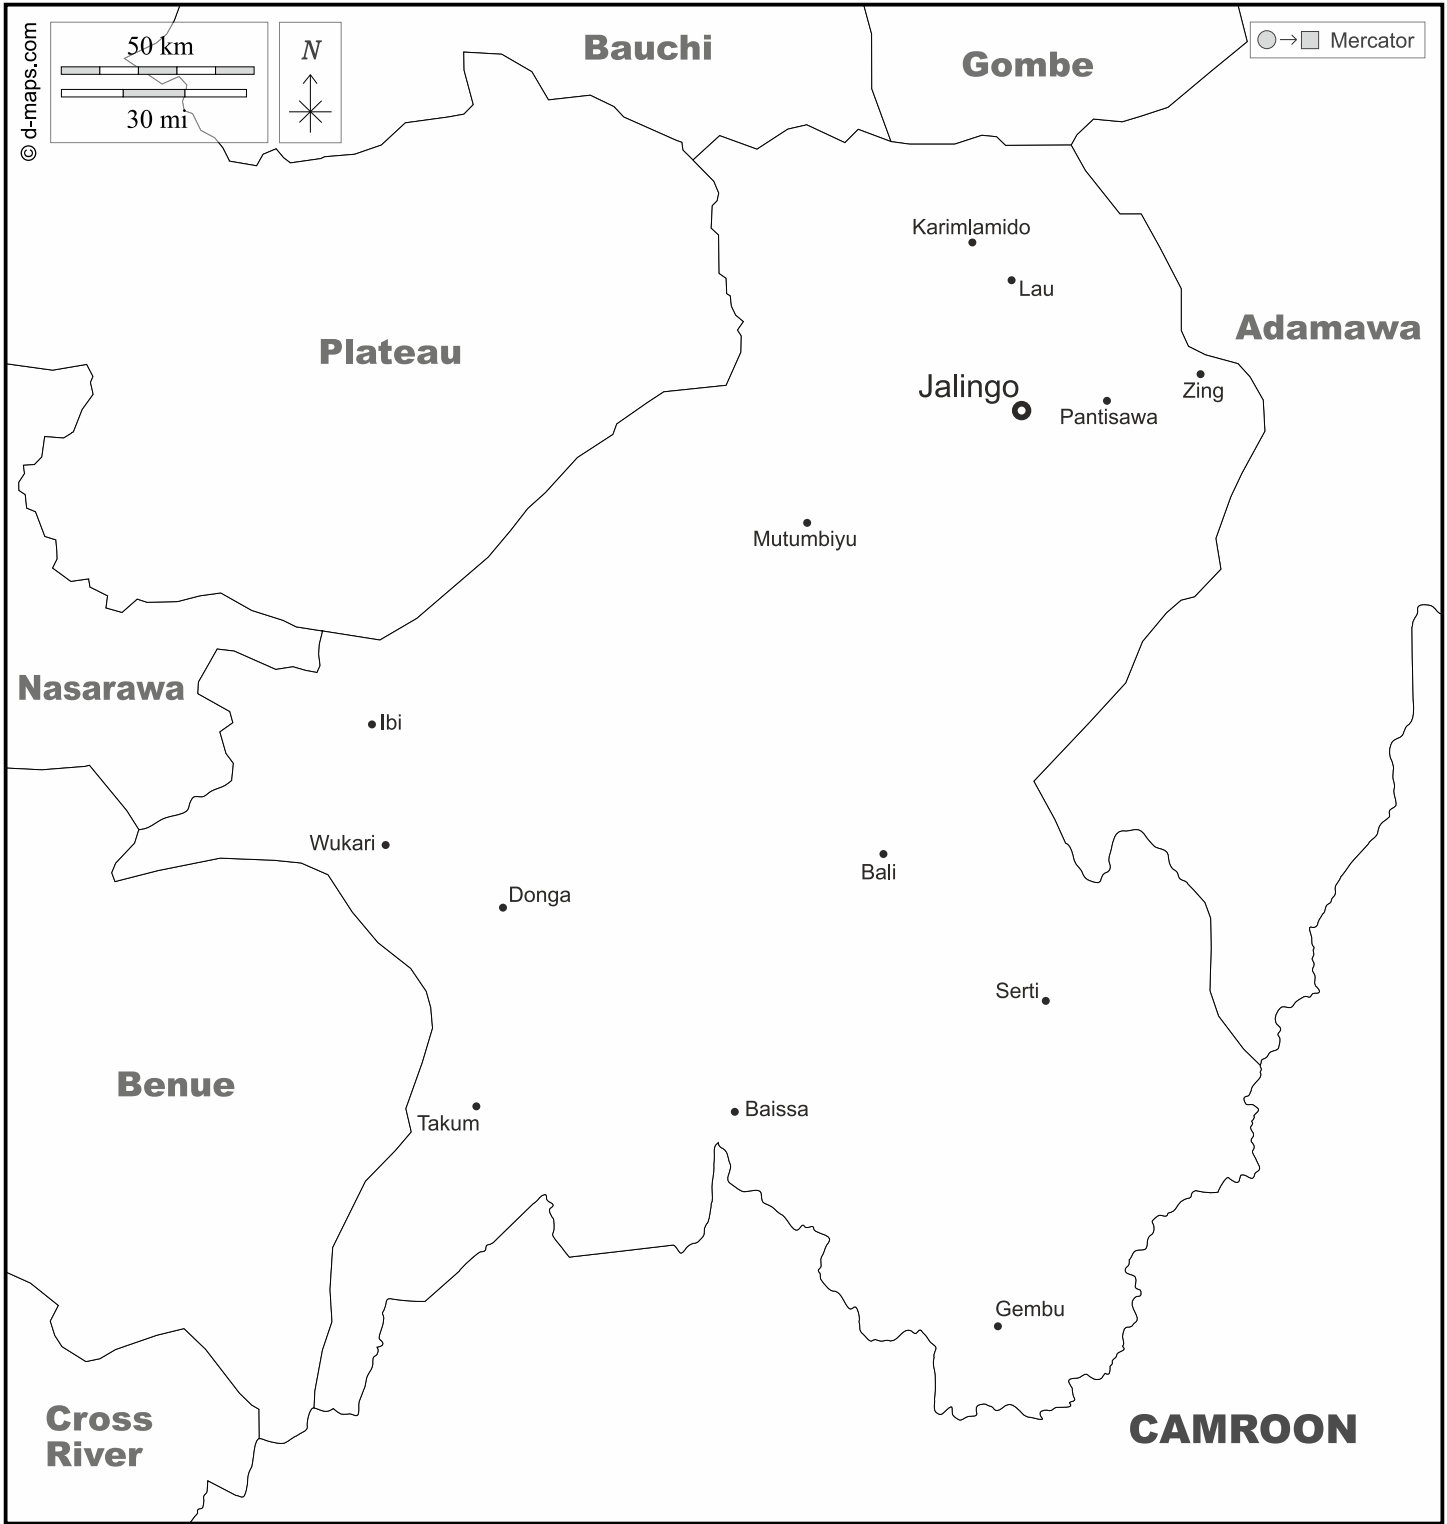 © d-maps.com
50 km
30 mi
N
Mercator
Bauchi
Gombe
Karimlamido
Lau
Adamawa
Plateau
Jalingo
Zing
Pantisawa
Mutumbiyu
Nasarawa
Ibi
Wukari
Bali
Donga
Serti
Benue
Baissa
Takum
Gembu
Cross
River
CAMROON